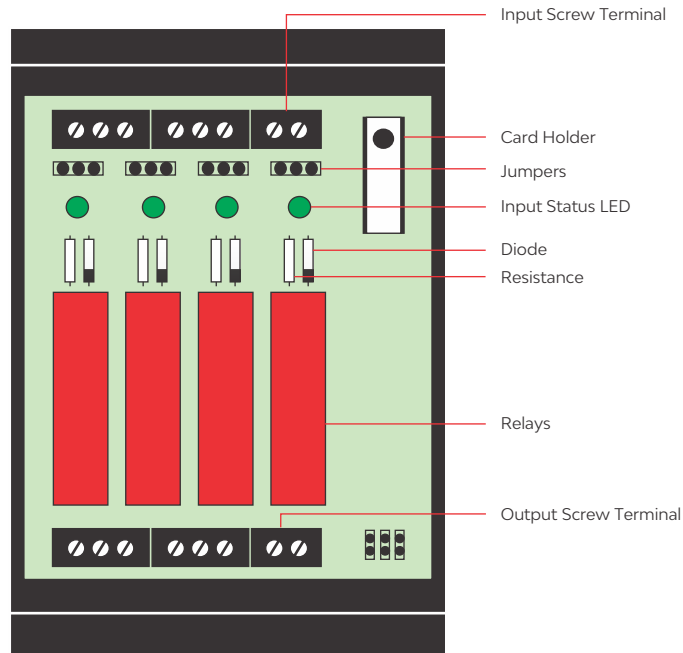 Input Screw Terminal
Card Holder
Jumpers
Input Status LED
Diode
Resistance
Relays
Output Screw Terminal